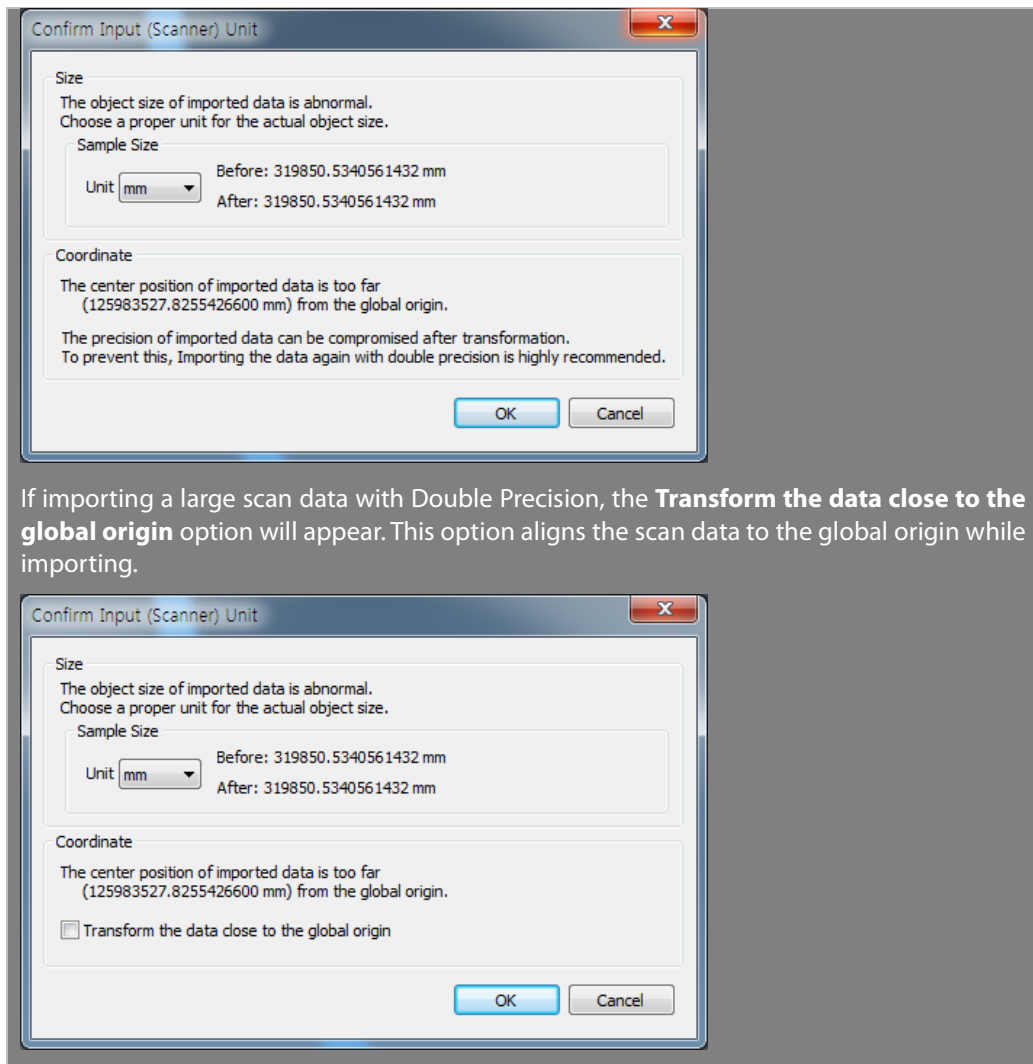 Confirm Input (Scanner) Unit
x
Size
The object size of imported data is abnormal.
Choose a proper unit for the actual object size.
Sample Size
Unit mm
Before: 319850.5340561432 mm
After: 319850.5340561432 mm
Coordinate
The center position of imported data is too far
(125983527.8255426600 mm) from the global origin.
The precision of imported data can be compromised after transformation.
To prevent this, Importing the data again with double precision is highly recommended.
OK Cancel
If importing a large scan data with Double Precision, the Transform the data close to the
global origin option will appear. This option aligns the scan data to the global origin while
importing.
Confirm Input (Scanner) Unit
x
Size
The object size of imported data is abnormal.
Choose a proper unit for the actual object size.
Sample Size
Unit mm
Before: 319850.5340561432 mm
After: 319850.5340561432 mm
Coordinate
The center position of imported data is too far
(125983527.8255426600 mm) from the global origin.
Transform the data close to the global origin
OK Cancel